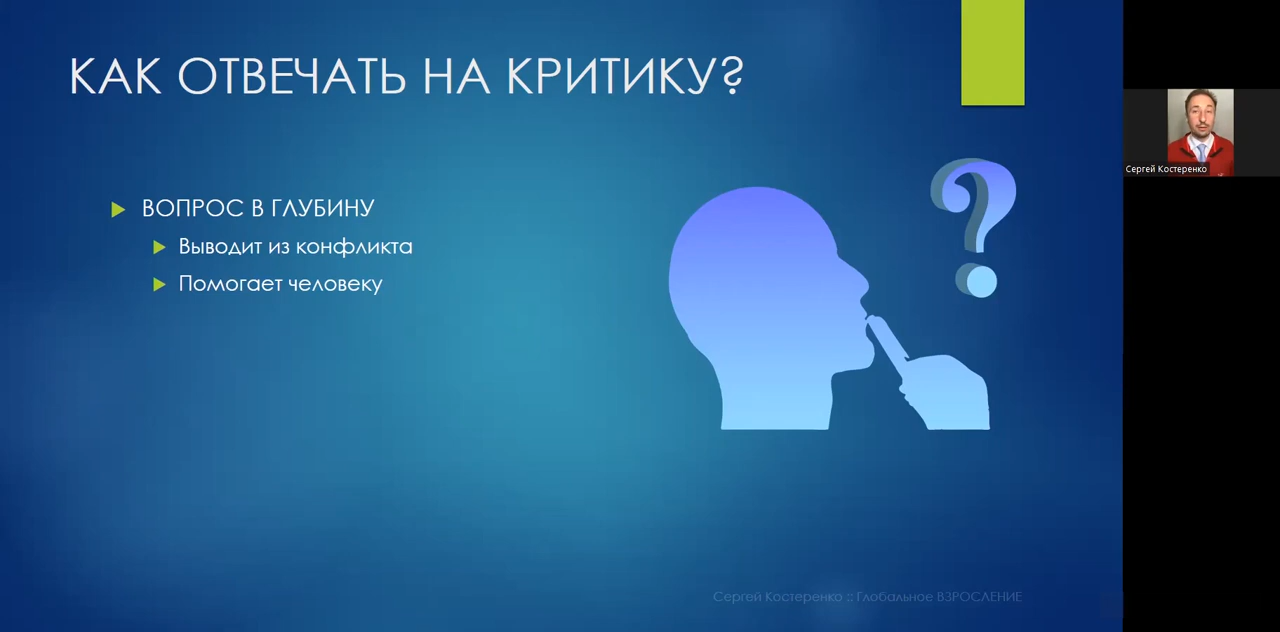 КАК ОТВЕЧАТЬ НА КРИТИКУ?
ВОПРОС В ГЛУБИНУ
Выводит из конфликта
Помогает человеку
Сергей Костеренко
Сергей Костеренко :: Глобальное ВЗРОСЛЕНИЕ